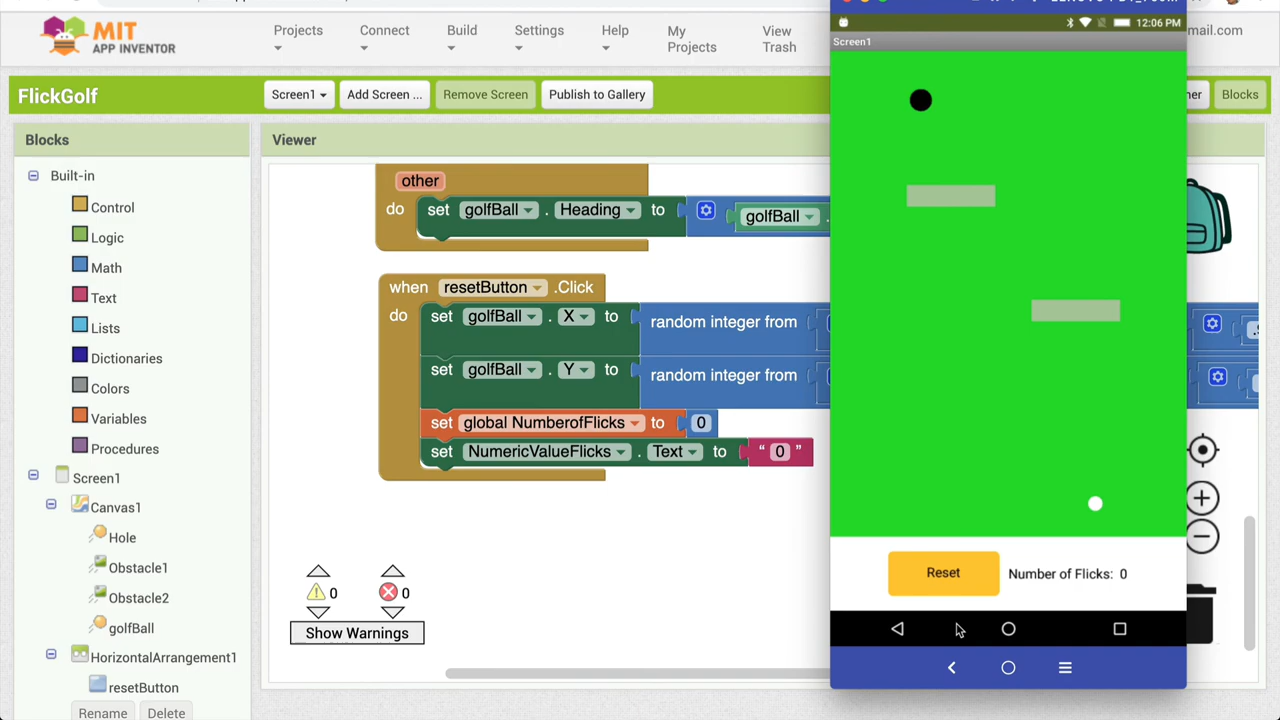 MIT
APP INVENTOR
Projects
Connect
Build
Settings
Help
My
Projects
View
Trash
mail.com
FlickGolf
Screen1
Add Screen ...
Remove Screen
Publish to Gallery
ner
Blocks
Blocks
Viewer
Built-in
Control
Logic
Math
Text
Lists
Dictionaries
Colors
Variables
Procedures
Screen1
Canvas1
Hole
Obstacle1
Obstacle2
golfBall
HorizontalArrangement1
resetButton
Rename
Delete
other
do set golfBall . Heading to golfBall .
when resetButton .Click
do set golfBall . X to random integer from
set golfBall . Y to random integer from
set global NumberofFlicks to 0
set NumericValueFlicks . Text to “ 0 ”
0 0
Show Warnings
12:06 PM
Screen1
Reset Number of Flicks: 0